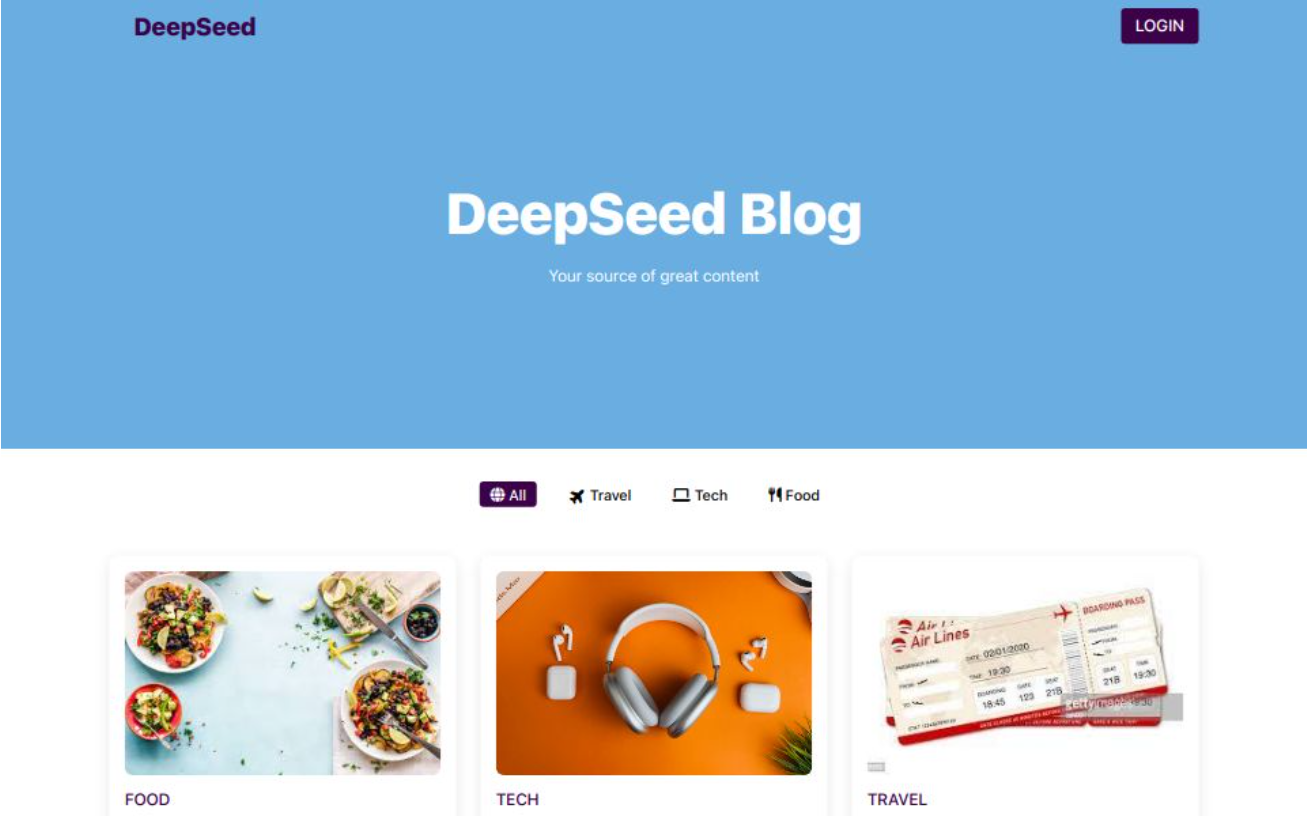 DeepSeed
LOGIN
DeepSeed Blog
Your source of great content
All
Travel
Tech
Food
Air Lines
BOARDING PASS
DATE: 02/01/2020
TIME: 19:30
BOARDING
GATE
SEAT
18:45
123
21B
SEAT
TIME
21B
19:30
gettyimages
FOOD
TECH
TRAVEL